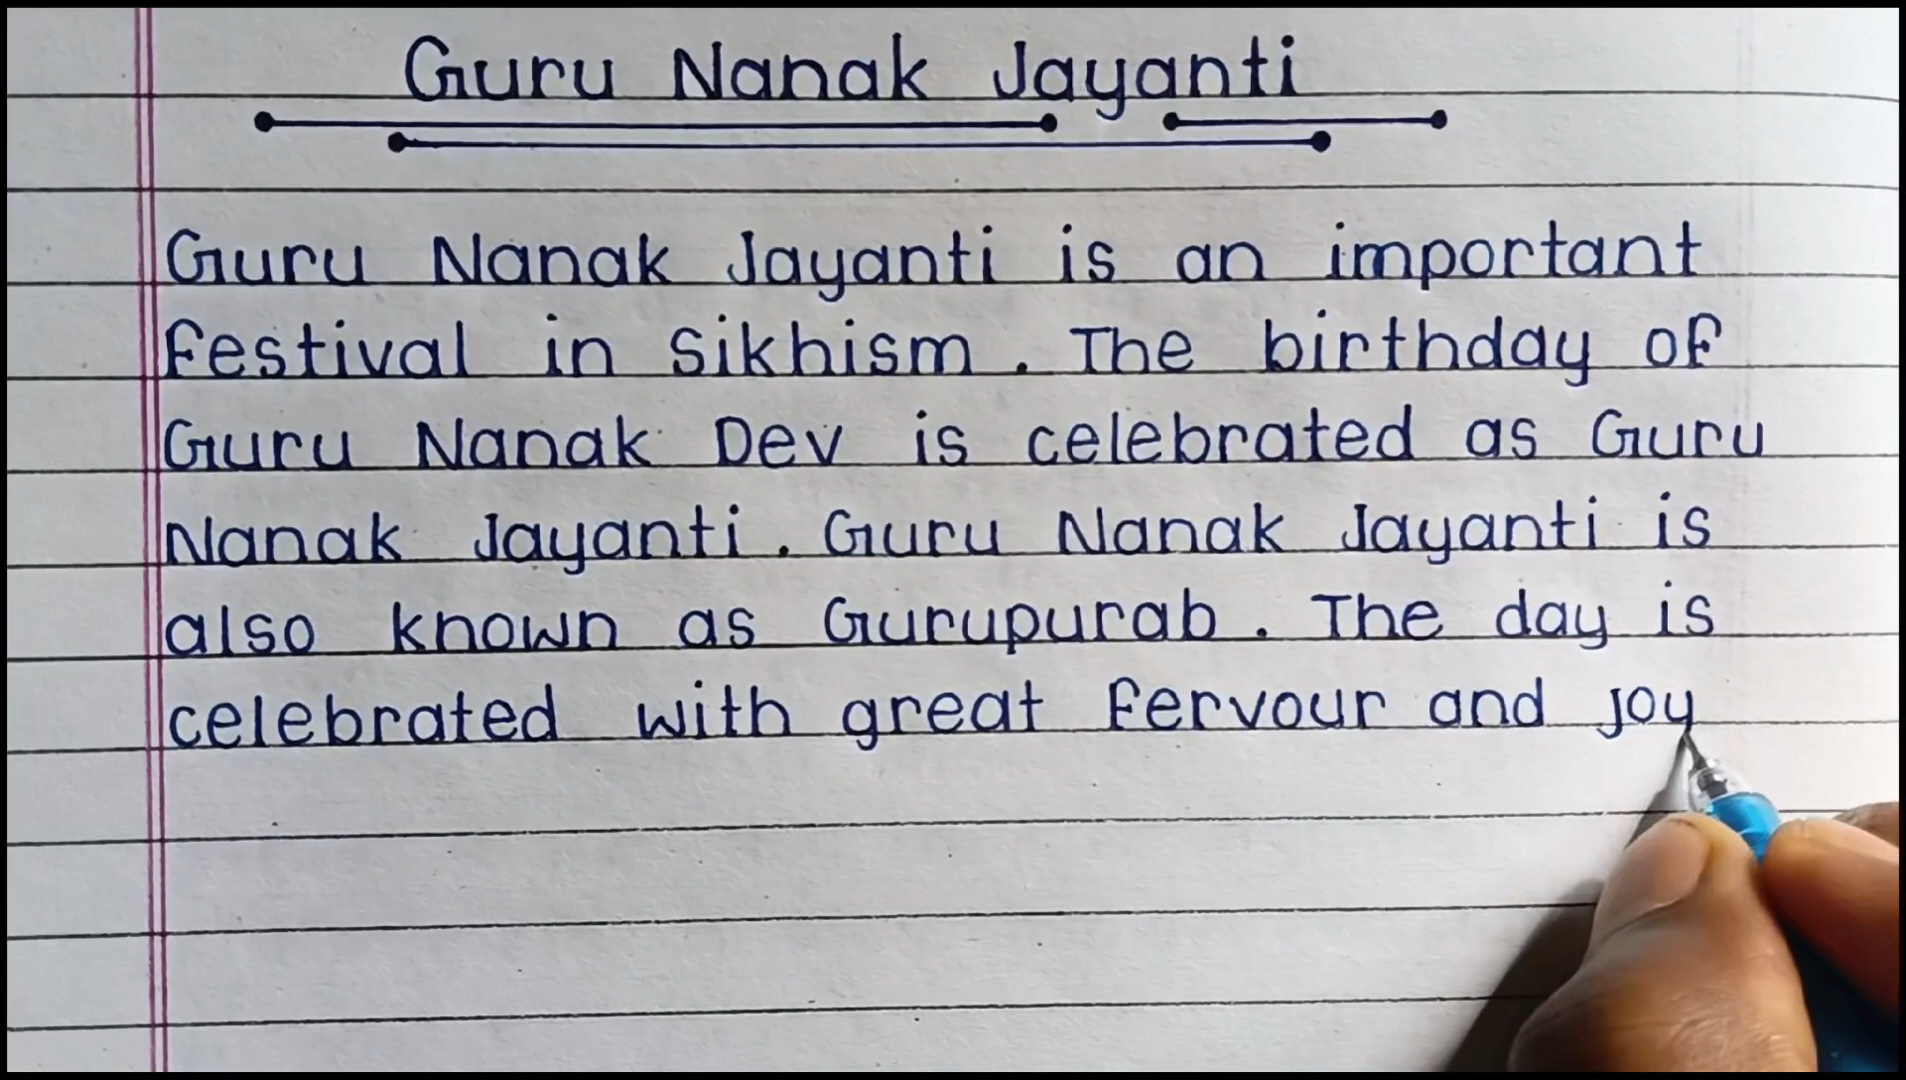 Guru Nanak Jayanti
Guru Nanak Jayanti is an important
festival in Sikhism. The birthday of
Guru Nanak Dev is celebrated as Guru
Nanak Jayanti. Guru Nanak Jayanti is
also known as Gurupurab. The day is
celebrated with great fervour and joy